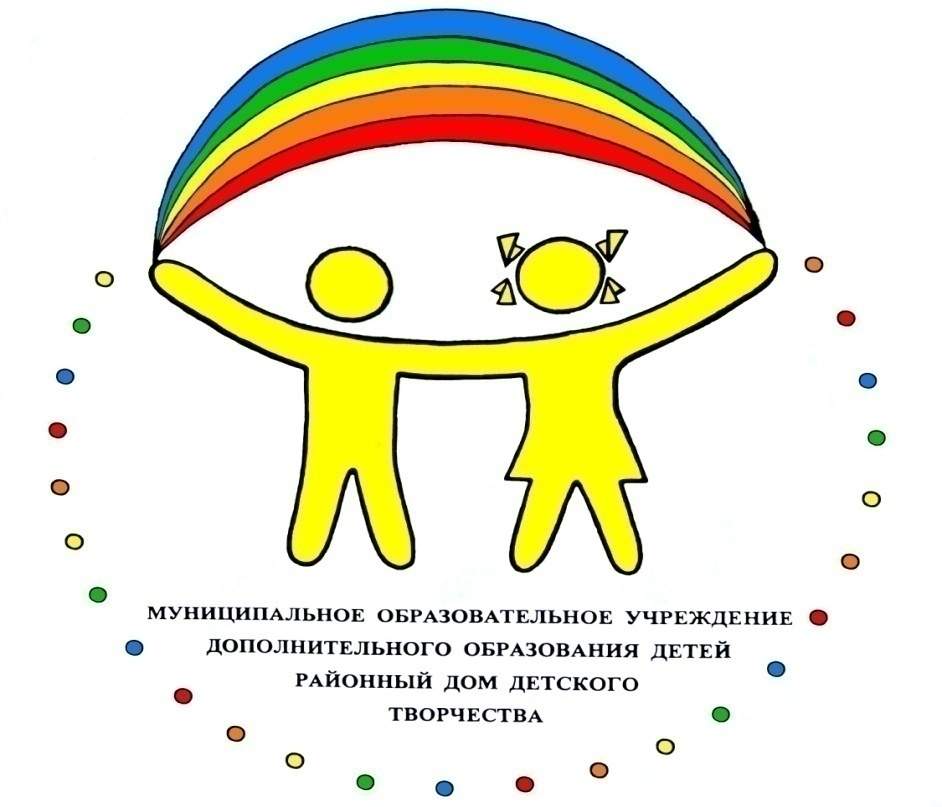 МУНИЦИПАЛЬНОЕ ОБРАЗОВАТЕЛЬНОЕ УЧРЕЖДЕНИЕ
ДОПОЛНИТЕЛЬНОГО ОБРАЗОВАНИЯ ДЕТЕЙ
РАЙОННЫЙ ДОМ ДЕТСКОГО
ТВОРЧЕСТВА